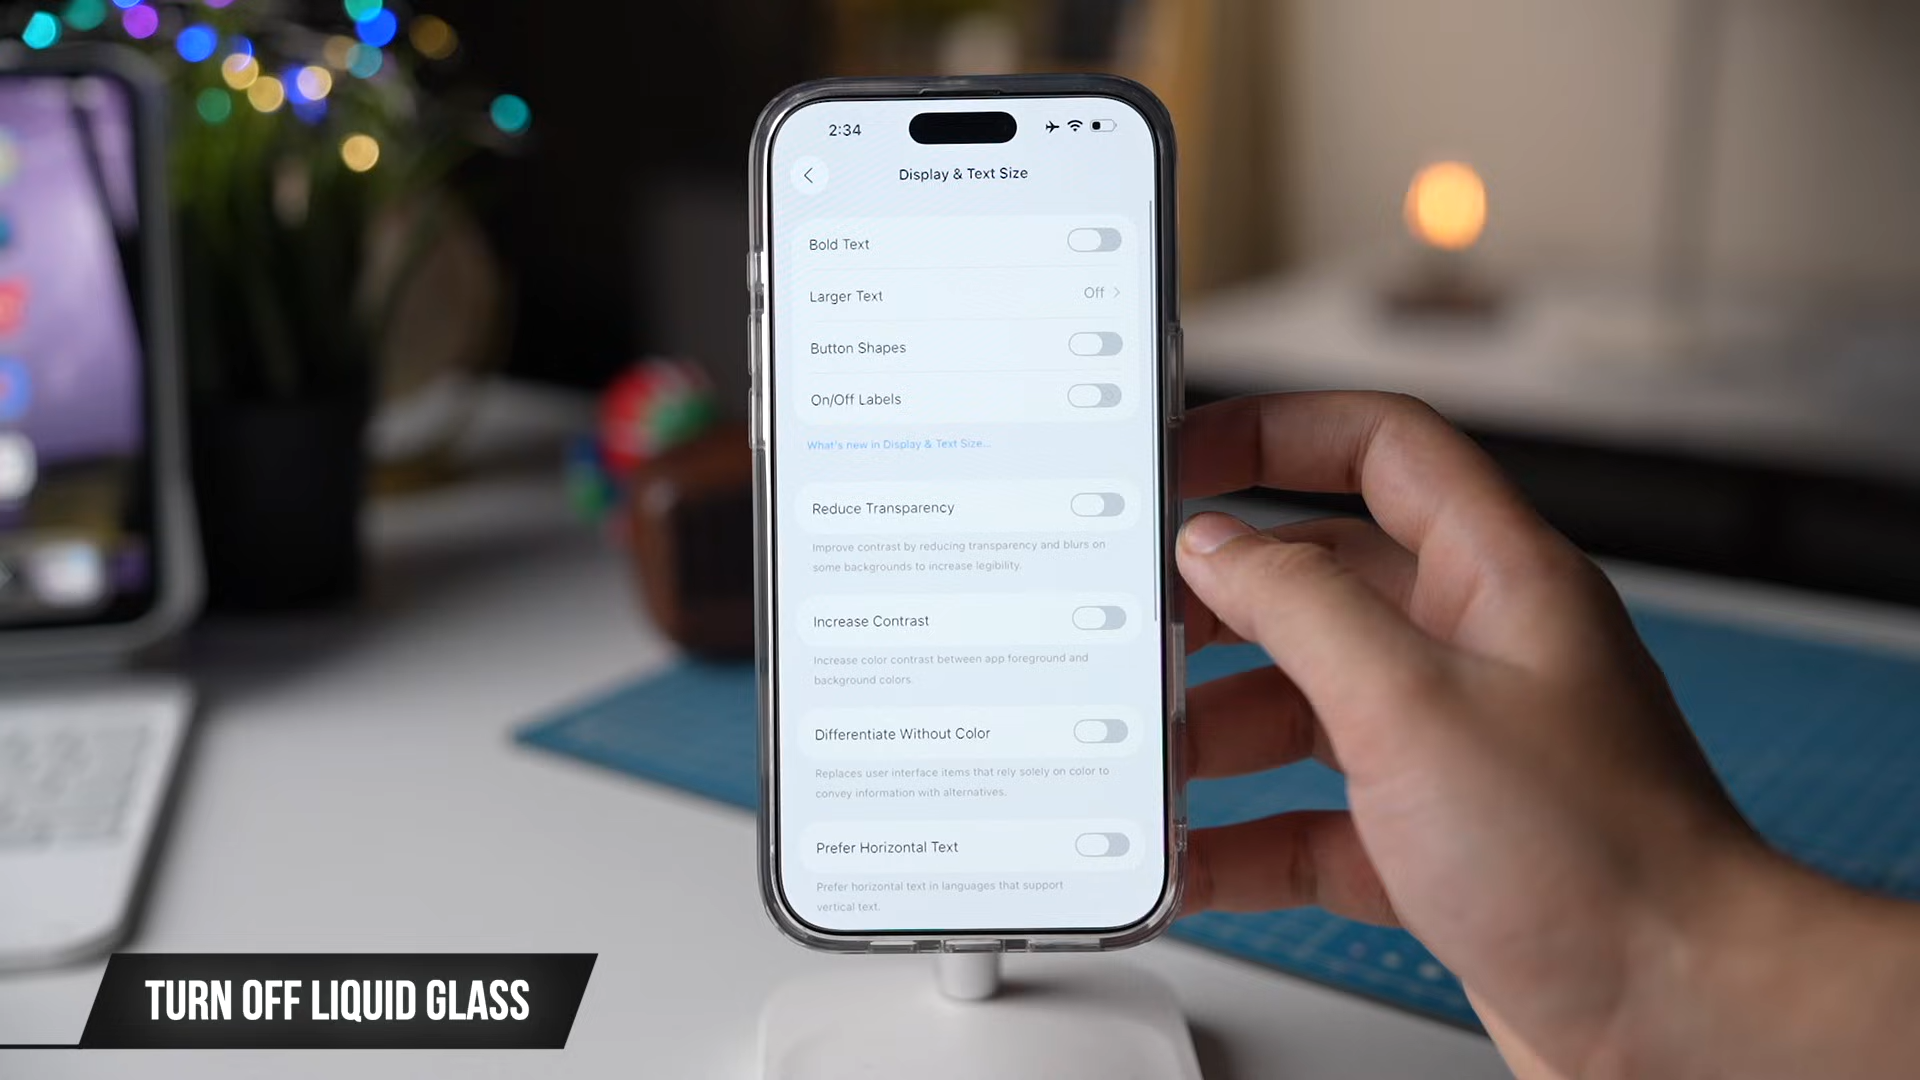 2:34
Display & Text Size
Bold Text
Larger Text Off
Button Shapes
On/Off Labels
What's new in Display & Text Size...
Reduce Transparency
Improve contrast by reducing transparency and blurs on
some backgrounds to increase legibility.
Increase Contrast
Increase color contrast between app foreground and
background colors.
Differentiate Without Color
Replaces user interface items that rely solely on color to
convey information with alternatives.
Prefer Horizontal Text
Prefer horizontal text in languages that support
vertical text.
TURN OFF LIQUID GLASS